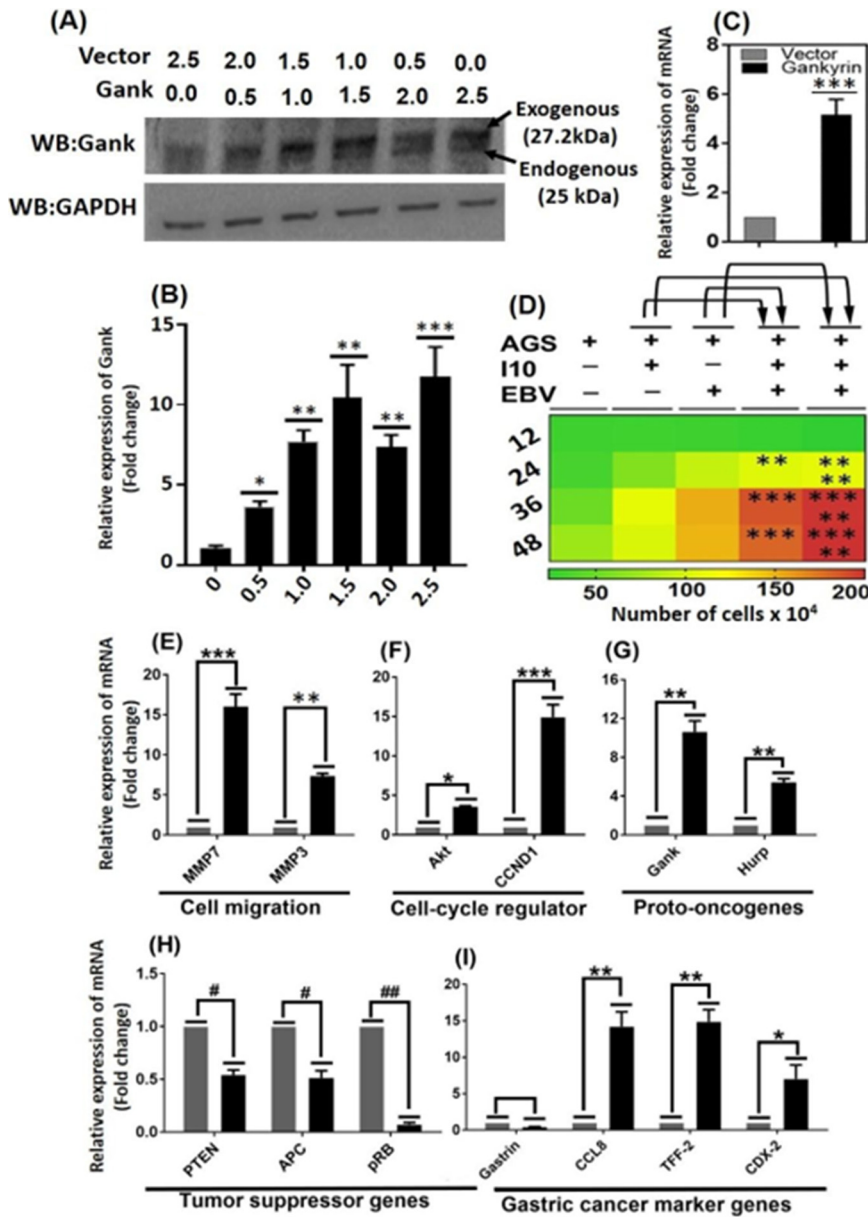 (A)
Vector 2.5 2.0 1.5 1.0 0.5 0.0
Gank 0.0 0.5 1.0 1.5 2.0 2.5
WB:Gank
Exogenous
(27.2kDa)
Endogenous
(25 kDa)
WB:GAPDH
(C)
Relative expression of mRNA
(Fold change)
8
6
4
2
0
Vector
Gankyrin
***
(B)
Relative expression of Gank
(Fold change)
15
10
5
0
* ** ** ** ***
0 0.5 1.0 1.5 2.0 2.5
(D)
AGS + + + + +
I10 – + – + +
EBV – – + + +
12
24 ** **
**
36 *** ***
**
48 *** ***
**
50 100 150 200
Number of cells x 10⁴
(E)
Relative expression of mRNA
(Fold change)
20
15
10
5
0
*** **
MMP7 MMP3
Cell migration
(F)
20
15
10
5
0
* ***
Akt CCND1
Cell-cycle regulator
(G)
16
12
8
4
0
** **
Gank Hurp
Proto-oncogenes
(H)
Relative expression of mRNA
(Fold change)
1.5
1.0
0.5
0.0
# # ##
PTEN APC pRB
Tumor suppressor genes
(I)
20
15
10
5
0
** ** *
Gastrin CCL8 TFF-2 CDX-2
Gastric cancer marker genes